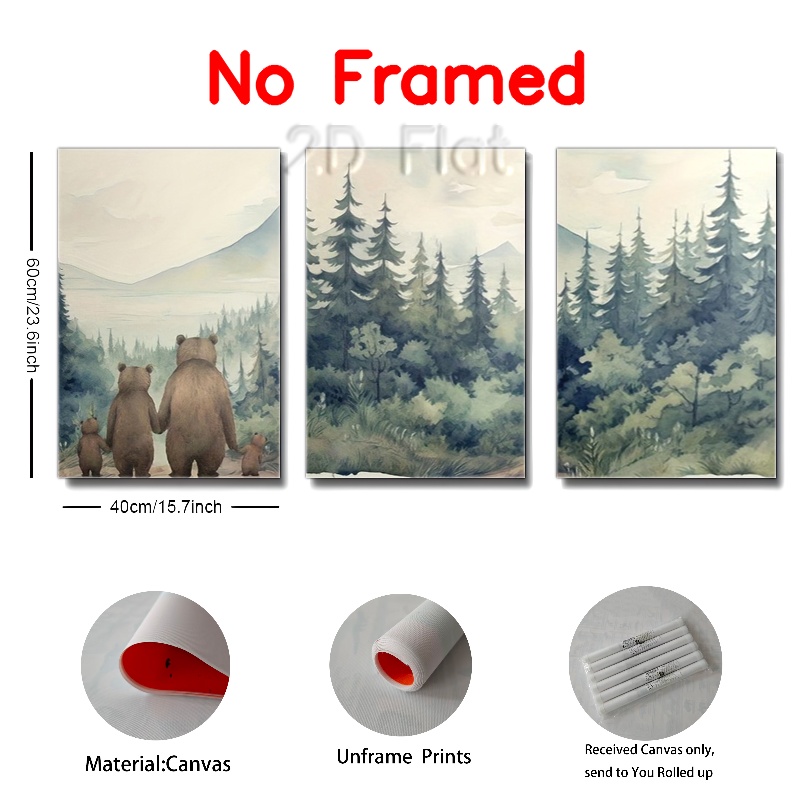 No Framed
2.D Flat.
60cm/23.6inch
40cm/15.7inch
Material:Canvas
Unframe Prints
Received Canvas only,
send to You Rolled up